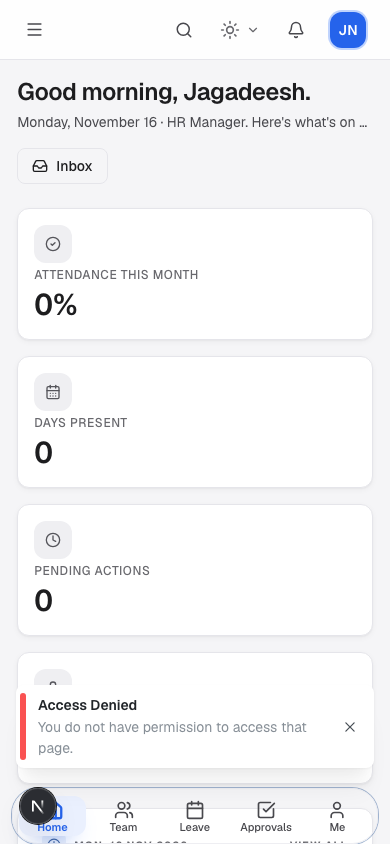 JN
Good morning, Jagadeesh.
Monday, November 16 · HR Manager. Here's what's on ...
Inbox
ATTENDANCE THIS MONTH
0%
DAYS PRESENT
0
PENDING ACTIONS
0
Access Denied
You do not have permission to access that
page.
N
Home
Team
Leave
Approvals
Me